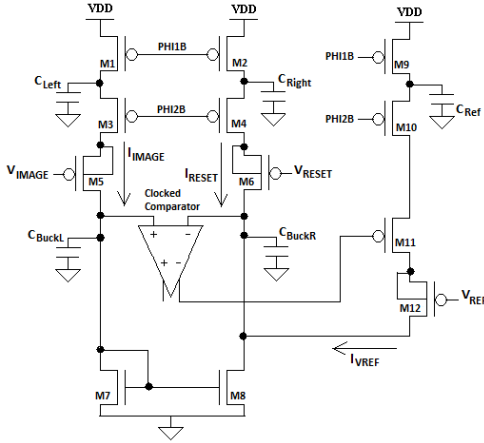 VDD VDD VDD
M1 PHI1B M2 PHI1B M9
CLeft CRight CRef
M3 PHI2B M4 PHI2B M10
VIMAGE M5 IIMAGE IRESET M6 VRESET
Clocked
Comparator
+ -
CBuckL CBuckR M11
+ -
M12 VREF
IVREF
M7 M8